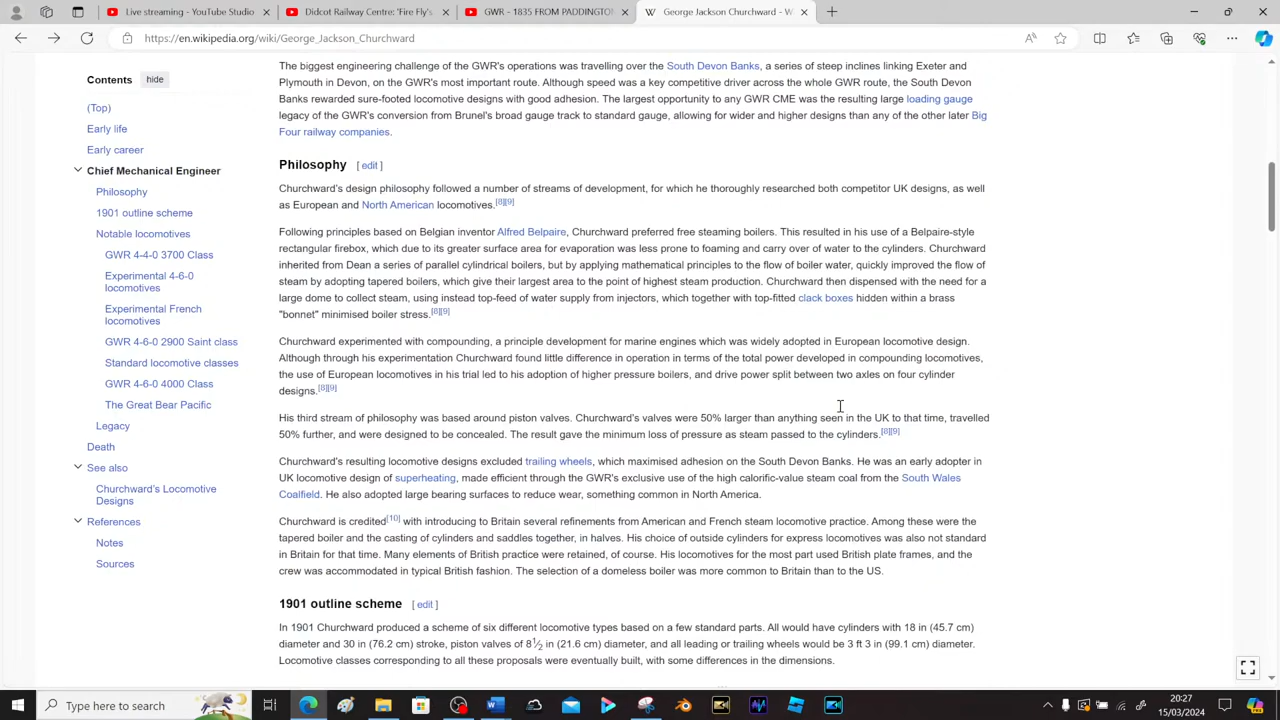 Live streaming - YouTube Studio
Didcot Railway Centre: 'Fire Fly's
GWR - 1835 FROM PADDINGTON
George Jackson Churchward - W
https://en.wikipedia.org/wiki/George_Jackson_Churchward
Contents hide
(Top)
Early life
Early career
Chief Mechanical Engineer
Philosophy
1901 outline scheme
Notable locomotives
GWR 4-4-0 3700 Class
Experimental 4-6-0
locomotives
Experimental French
locomotives
GWR 4-6-0 2900 Saint class
Standard locomotive classes
GWR 4-6-0 4000 Class
The Great Bear Pacific
Legacy
Death
See also
Churchward's Locomotive
Designs
References
Notes
Sources
The biggest engineering challenge of the GWR's operations was travelling over the South Devon Banks, a series of steep inclines linking Exeter and
Plymouth in Devon, on the GWR's most important route. Although speed was a key competitive driver across the whole GWR route, the South Devon
Banks rewarded sure-footed locomotive designs with good adhesion. The largest opportunity to any GWR CME was the resulting large loading gauge
legacy of the GWR's conversion from Brunel's broad gauge track to standard gauge, allowing for wider and higher designs than any of the other later Big
Four railway companies.
Philosophy [ edit ]
Churchward's design philosophy followed a number of streams of development, for which he thoroughly researched both competitor UK designs, as well
as European and North American locomotives.[8][9]
Following principles based on Belgian inventor Alfred Belpaire, Churchward preferred free steaming boilers. This resulted in his use of a Belpaire-style
rectangular firebox, which due to its greater surface area for evaporation was less prone to foaming and carry over of water to the cylinders. Churchward
inherited from Dean a series of parallel cylindrical boilers, but by applying mathematical principles to the flow of boiler water, quickly improved the flow of
steam by adopting tapered boilers, which give their largest area to the point of highest steam production. Churchward then dispensed with the need for a
large dome to collect steam, using instead top-feed of water supply from injectors, which together with top-fitted clack boxes hidden within a brass
"bonnet" minimised boiler stress.[8][9]
Churchward experimented with compounding, a principle development for marine engines which was widely adopted in European locomotive design.
Although through his experimentation Churchward found little difference in operation in terms of the total power developed in compounding locomotives,
the use of European locomotives in his trial led to his adoption of higher pressure boilers, and drive power split between two axles on four cylinder
designs.[8][9]
His third stream of philosophy was based around piston valves. Churchward's valves were 50% larger than anything seen in the UK to that time, travelled
50% further, and were designed to be concealed. The result gave the minimum loss of pressure as steam passed to the cylinders.[8][9]
Churchward's resulting locomotive designs excluded trailing wheels, which maximised adhesion on the South Devon Banks. He was an early adopter in
UK locomotive design of superheating, made efficient through the GWR's exclusive use of the high calorific-value steam coal from the South Wales
Coalfield. He also adopted large bearing surfaces to reduce wear, something common in North America.
Churchward is credited[10] with introducing to Britain several refinements from American and French steam locomotive practice. Among these were the
tapered boiler and the casting of cylinders and saddles together, in halves. His choice of outside cylinders for express locomotives was also not standard
in Britain for that time. Many elements of British practice were retained, of course. His locomotives for the most part used British plate frames, and the
crew was accommodated in typical British fashion. The selection of a domeless boiler was more common to Britain than to the US.
1901 outline scheme [ edit ]
In 1901 Churchward produced a scheme of six different locomotive types based on a few standard parts. All would have cylinders with 18 in (45.7 cm)
diameter and 30 in (76.2 cm) stroke, piston valves of 8 1⁄2 in (21.6 cm) diameter, and all leading or trailing wheels would be 3 ft 3 in (99.1 cm) diameter.
Locomotive classes corresponding to all these proposals were eventually built, with some differences in the dimensions.
Type here to search
20:27
15/03/2024